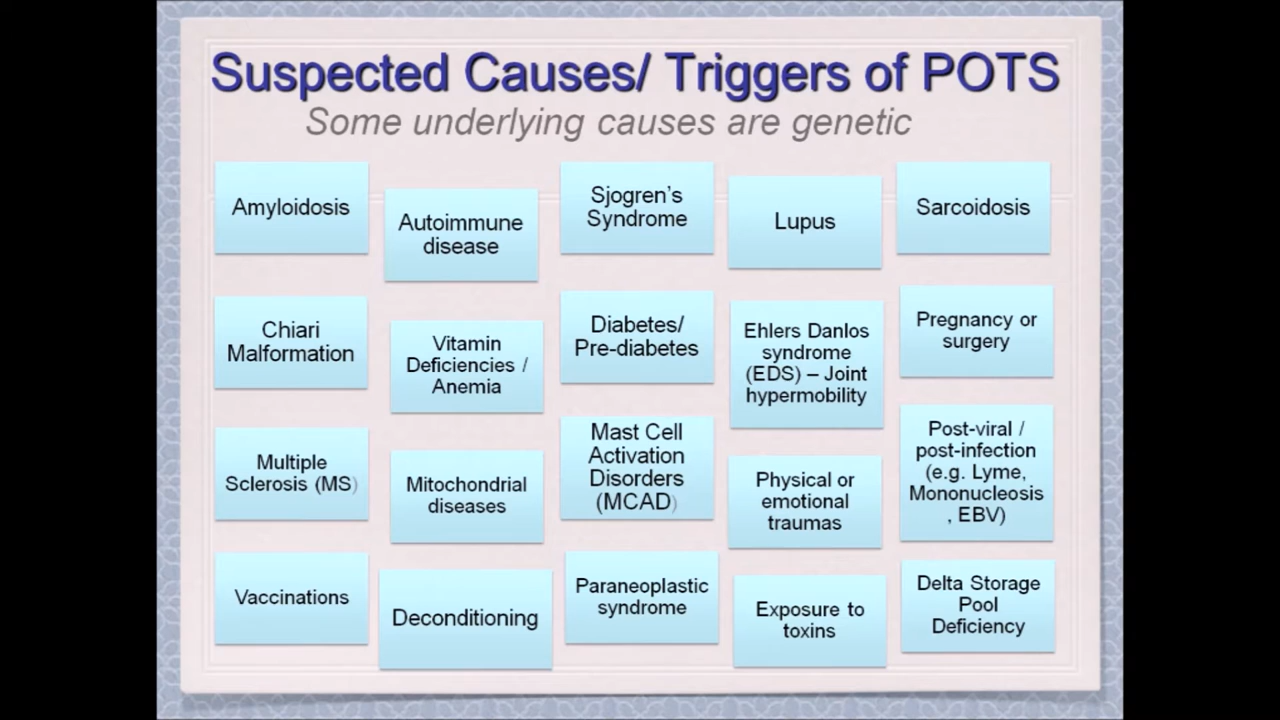 Suspected Causes/ Triggers of POTS
Some underlying causes are genetic
Amyloidosis
Autoimmune
disease
Sjogren's
Syndrome
Lupus
Sarcoidosis
Chiari
Malformation
Vitamin
Deficiencies /
Anemia
Diabetes/
Pre-diabetes
Ehlers Danlos
syndrome
(EDS) – Joint
hypermobility
Pregnancy or
surgery
Multiple
Sclerosis (MS)
Mitochondrial
diseases
Mast Cell
Activation
Disorders
(MCAD)
Physical or
emotional
traumas
Post-viral /
post-infection
(e.g. Lyme,
Mononucleosis
, EBV)
Vaccinations
Deconditioning
Paraneoplastic
syndrome
Exposure to
toxins
Delta Storage
Pool
Deficiency